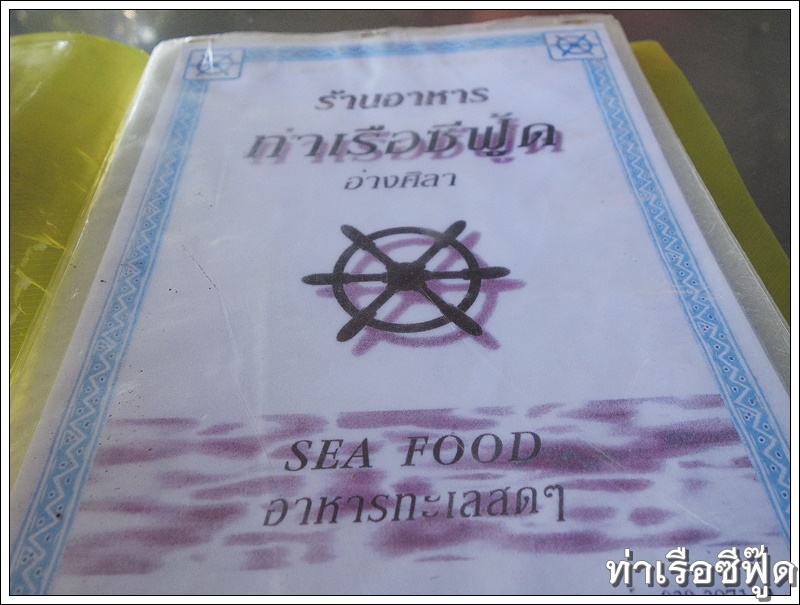 ร้านอาหาร
ท่าเรือซีฟู้ด
อ่างศิลา
SEA FOOD
อาหารทะเลสดๆ
ท่าเรือซีฟู๊ด